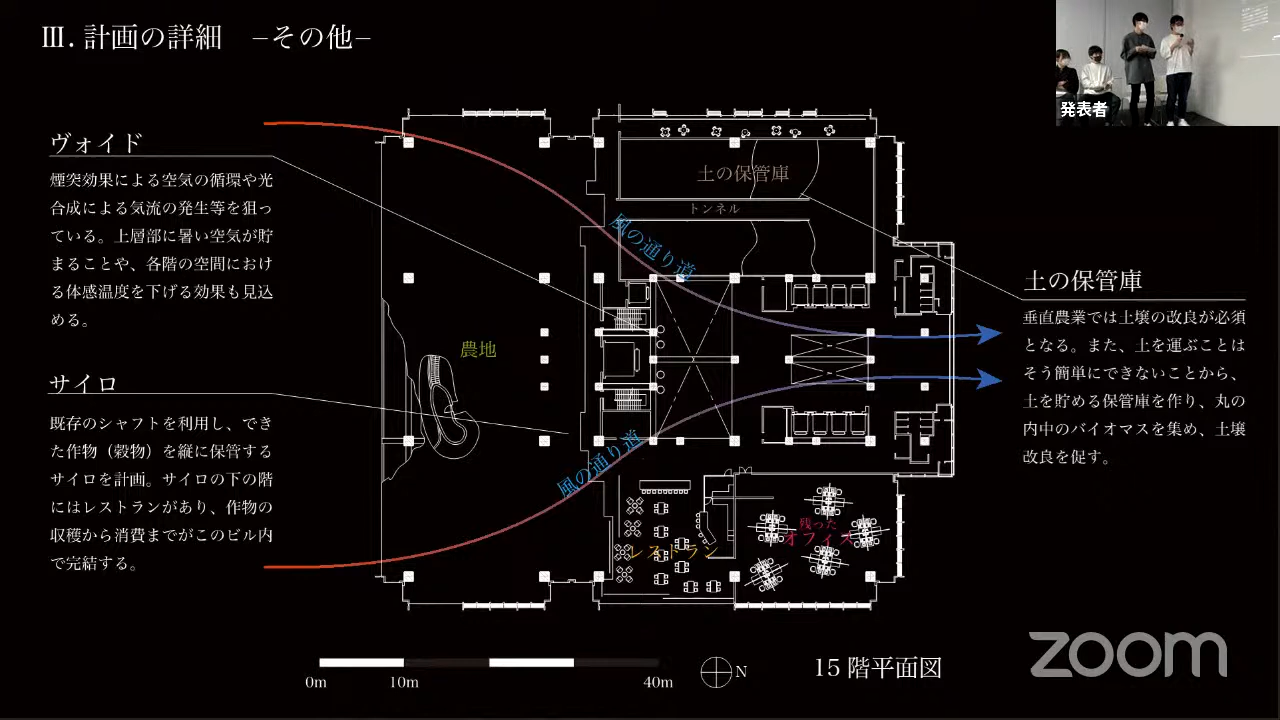 Ⅲ. 計画の詳細 –その他–
発表者
ヴォイド
煙突効果による空気の循環や光
合成による気流の発生等を狙っ
ている。上層部に暑い空気が貯
まることや、各階の空間におけ
る体感温度を下げる効果も見込
める。
サイロ
既存のシャフトを利用し、でき
た作物（穀物）を縦に保管する
サイロを計画。サイロの下の階
にはレストランがあり、作物の
収穫から消費までがこのビル内
で完結する。
土の保管庫
トンネル
風の通り道
農地
風の通り道
レストラン
残った
オフィス
土の保管庫
垂直農業では土壌の改良が必須
となる。また、土を運ぶことは
そう簡単にできないことから、
土を貯める保管庫を作り、丸の
内中のバイオマスを集め、土壌
改良を促す。
0m 10m 40m
N
15 階平面図
zoom